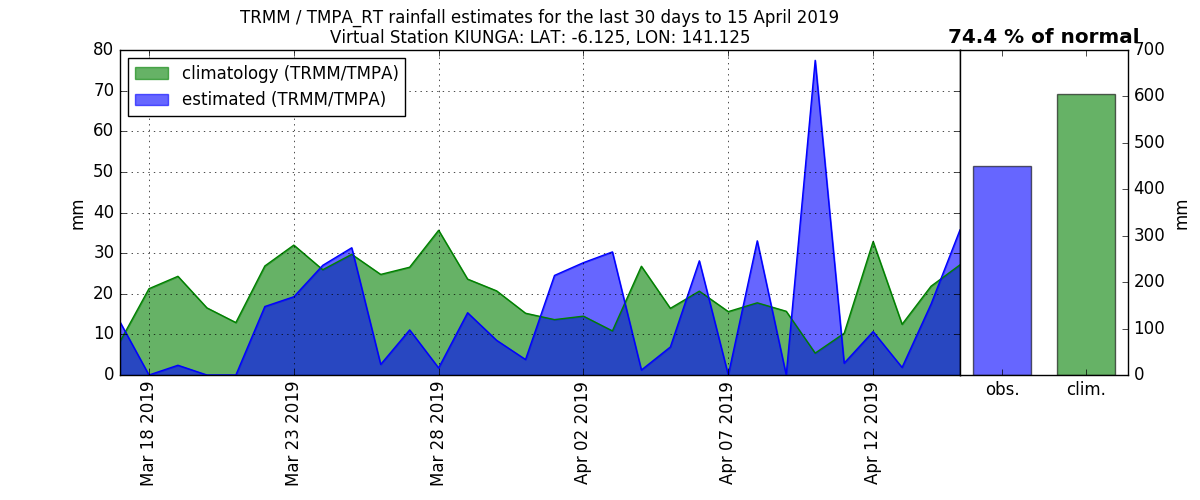 TRMM / TMPA_RT rainfall estimates for the last 30 days to 15 April 2019
Virtual Station KIUNGA: LAT: -6.125, LON: 141.125
74.4 % of normal
climatology (TRMM/TMPA)
estimated (TRMM/TMPA)
mm
80
70
60
50
40
30
20
10
0
Mar 18 2019
Mar 23 2019
Mar 28 2019
Apr 02 2019
Apr 07 2019
Apr 12 2019
obs.
clim.
700
600
500
400
300
200
100
0
mm